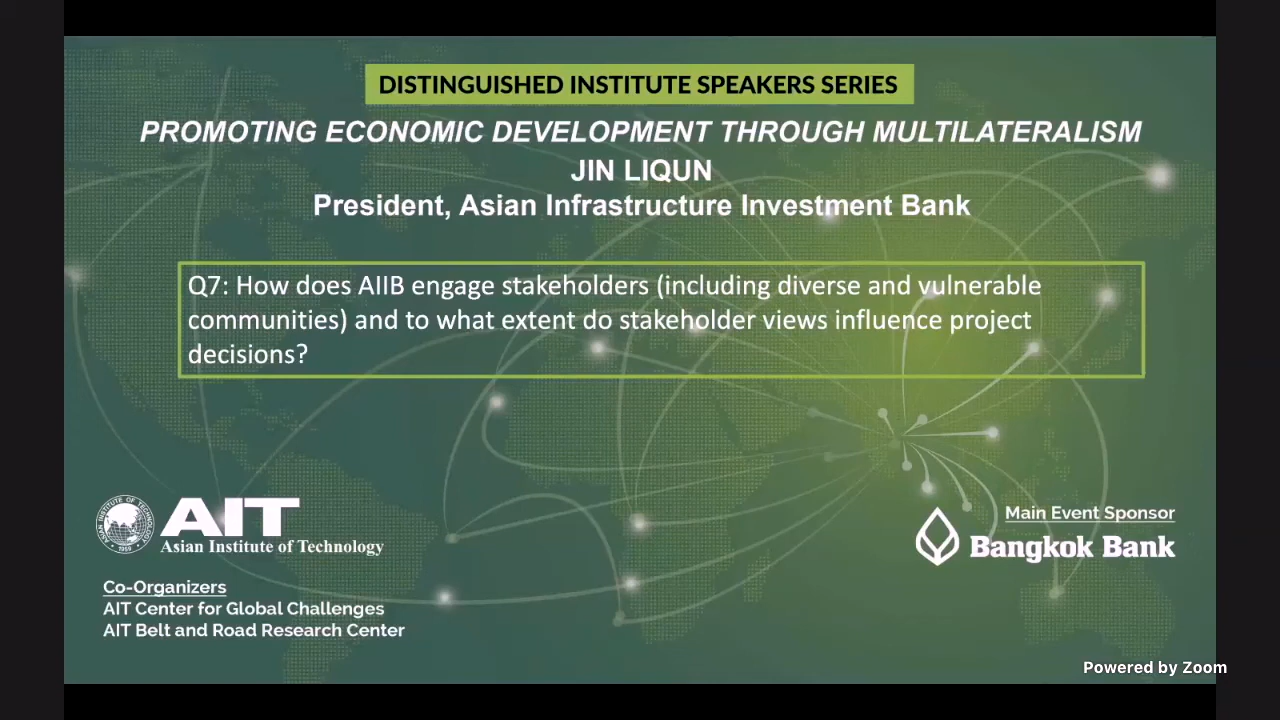 DISTINGUISHED INSTITUTE SPEAKERS SERIES
PROMOTING ECONOMIC DEVELOPMENT THROUGH MULTILATERALISM
JIN LIQUN
President, Asian Infrastructure Investment Bank
Q7: How does AIIB engage stakeholders (including diverse and vulnerable
communities) and to what extent do stakeholder views influence project
decisions?
AIT
Asian Institute of Technology
Co-Organizers
AIT Center for Global Challenges
AIT Belt and Road Research Center
Main Event Sponsor
Bangkok Bank
Powered by Zoom